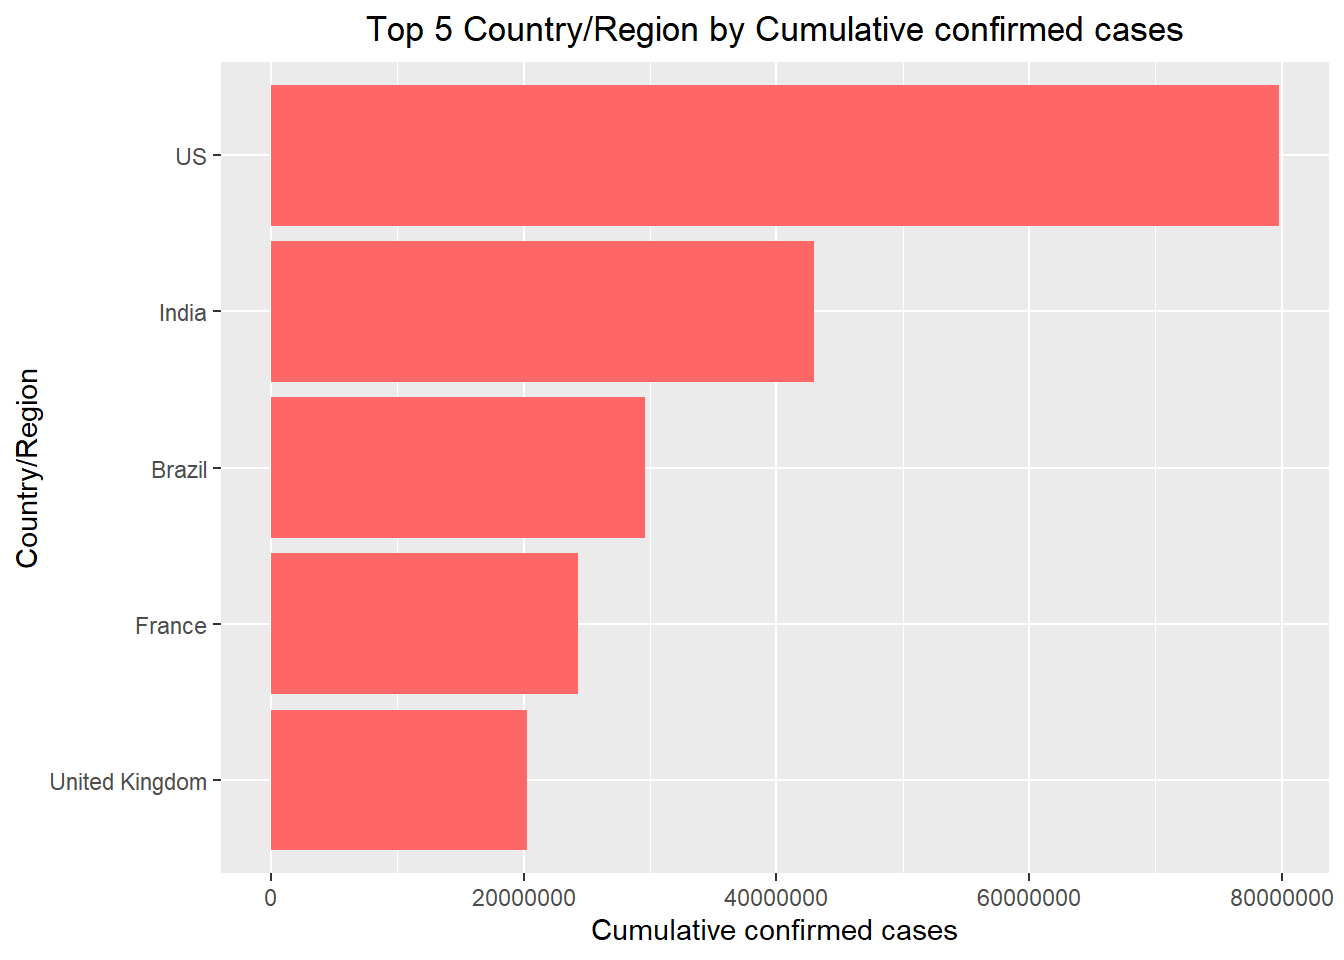 Top 5 Country/Region by Cumulative confirmed cases
Country/Region
US
India
Brazil
France
United Kingdom
0 20000000 40000000 60000000 80000000
Cumulative confirmed cases